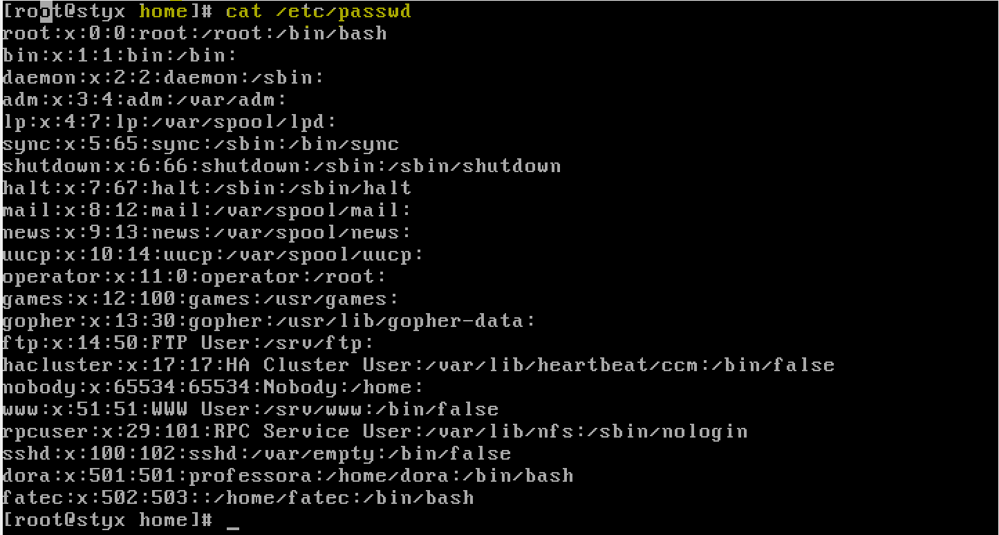 [root@styx home]# cat /etc/passwd
root:x:0:0:root:/root:/bin/bash
bin:x:1:1:bin:/bin:
daemon:x:2:2:daemon:/sbin:
adm:x:3:4:adm:/var/adm:
lp:x:4:7:lp:/var/spool/lpd:
sync:x:5:65:sync:/sbin:/bin/sync
shutdown:x:6:66:shutdown:/sbin:/sbin/shutdown
halt:x:7:67:halt:/sbin:/sbin/halt
mail:x:8:12:mail:/var/spool/mail:
news:x:9:13:news:/var/spool/news:
uucp:x:10:14:uucp:/var/spool/uucp:
operator:x:11:0:operator:/root:
games:x:12:100:games:/usr/games:
gopher:x:13:30:gopher:/usr/lib/gopher-data:
ftp:x:14:50:FTP User:/srv/ftp:
hacluster:x:17:17:HA Cluster User:/var/lib/heartbeat/ccm:/bin/false
nobody:x:65534:65534:Nobody:/home:
www:x:51:51:WWW User:/srv/www:/bin/false
rpcuser:x:29:101:RPC Service User:/var/lib/nfs:/sbin/nologin
sshd:x:100:102:sshd:/var/empty:/bin/false
dora:x:501:501:professora:/home/dora:/bin/bash
fatec:x:502:503::/home/fatec:/bin/bash
[root@styx home]# _